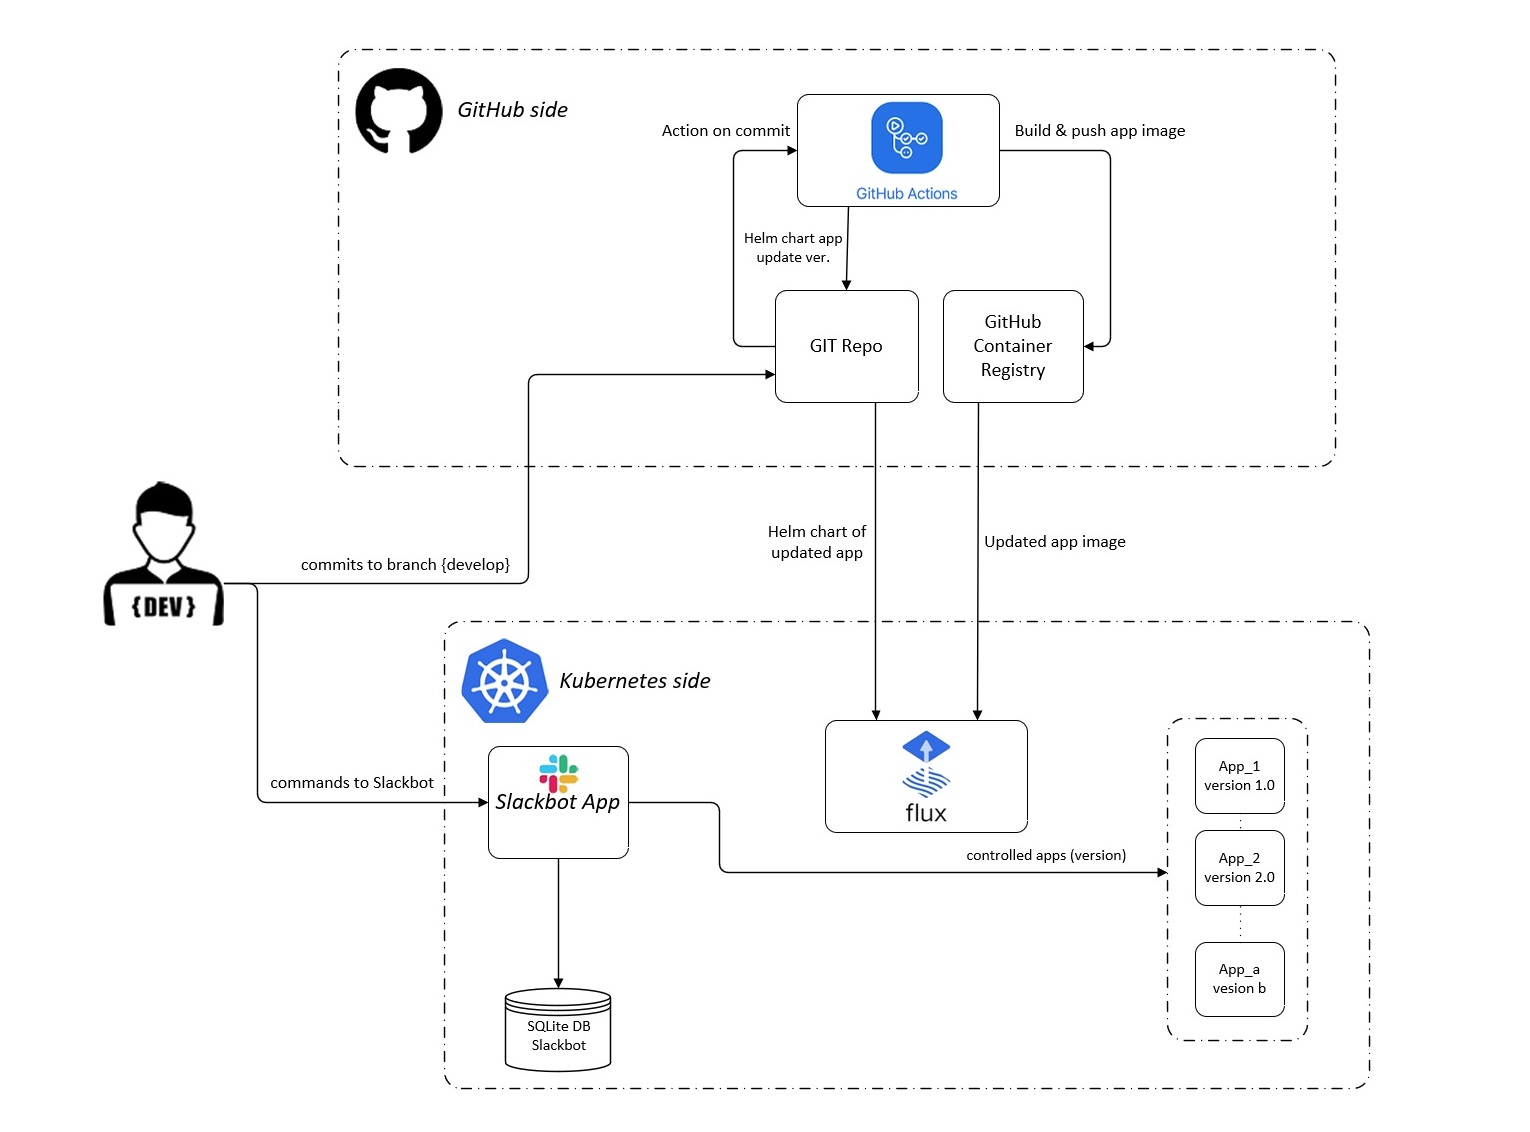 GitHub side
Action on commit
Build & push app image
GitHub Actions
Helm chart app
update ver.
GIT Repo
GitHub
Container
Registry
Helm chart of
updated app
Updated app image
commits to branch {develop}
{DEV}
Kubernetes side
commands to Slackbot
Slackbot App
flux
controlled apps (version)
App_1
version 1.0
App_2
version 2.0
App_a
vesion b
SQLite DB
Slackbot